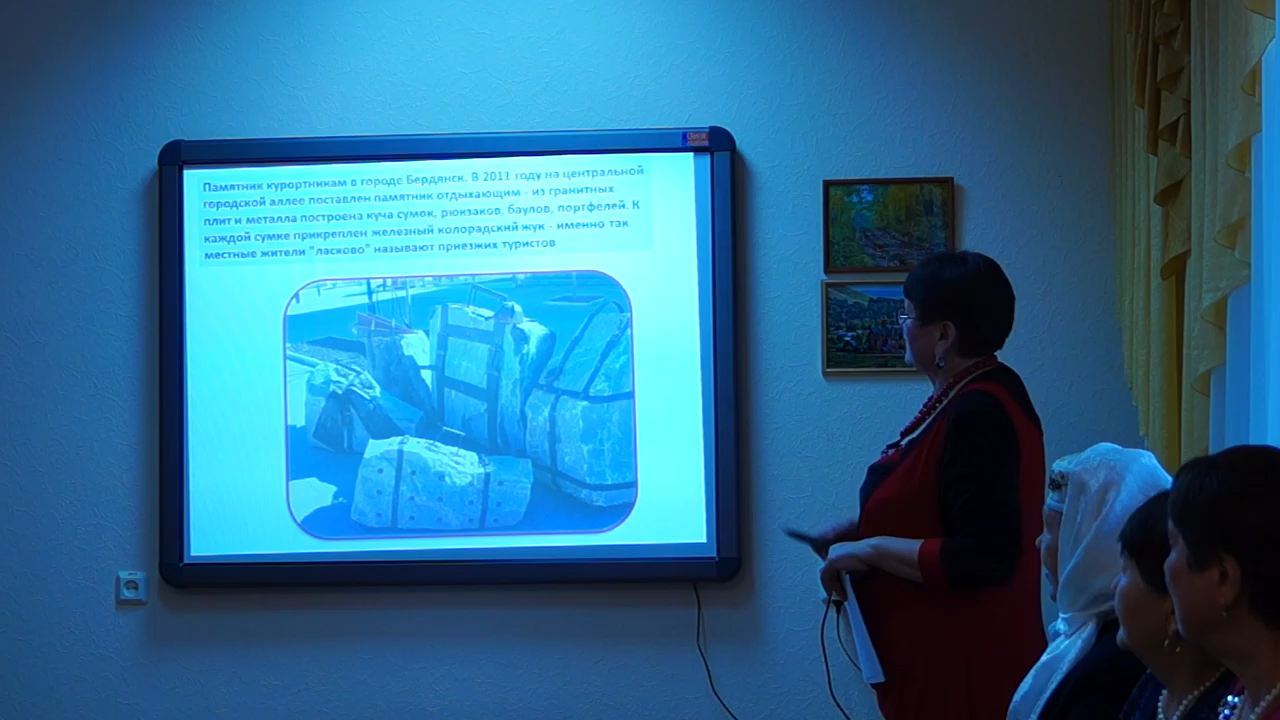 Памятник курортникам в городе Бердянск. В 2011 году на центральной
городской аллее поставлен памятник отдыхающим - из гранитных
плит и металла построена куча сумок, рюкзаков, баулов, портфелей. К
каждой сумке прикреплен железный колорадский жук - именно так
местные жители "ласково" называют приезжих туристов